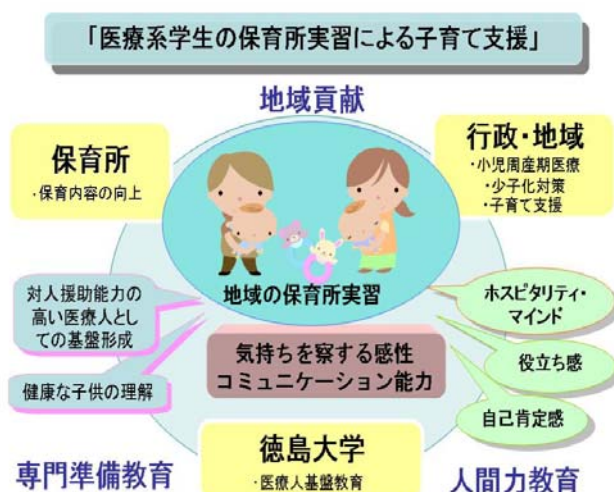 「医療系学生の保育所実習による子育て支援」
地域貢献
保育所
・保育内容の向上
行政・地域
・小児周産期医療
・少子化対策
・子育て支援
地域の保育所実習
対人援助能力の
高い医療人とし
ての基盤形成
健康な子供の理解
気持ちを察する感性
コミュニケーション能力
ホスピタリティ・
マインド
役立ち感
自己肯定感
徳島大学
・医療人基盤教育
専門準備教育
人間力教育